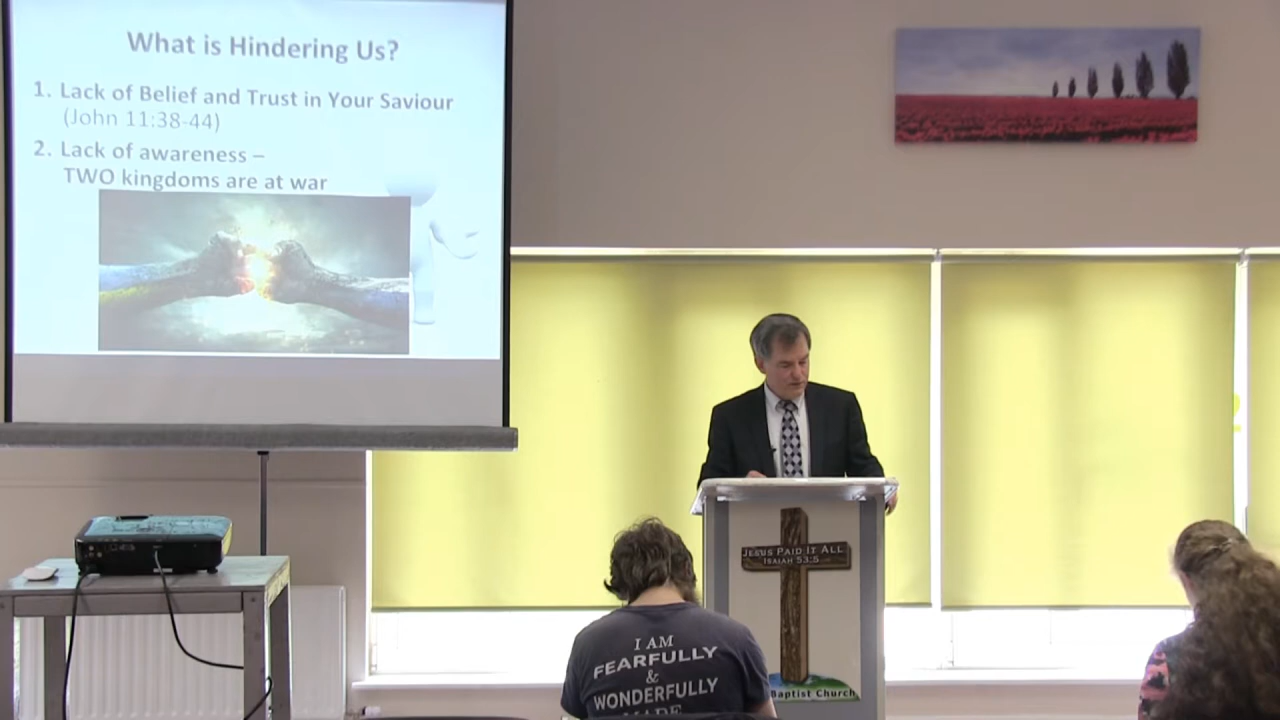 What is Hindering Us?
1. Lack of Belief and Trust in Your Saviour
(John 11:38-44)
2. Lack of awareness –
TWO kingdoms are at war
JESUS PAID IT ALL
ISAIAH 53:5
Baptist Church
I AM
FEARFULLY
&
WONDERFULLY
MADE